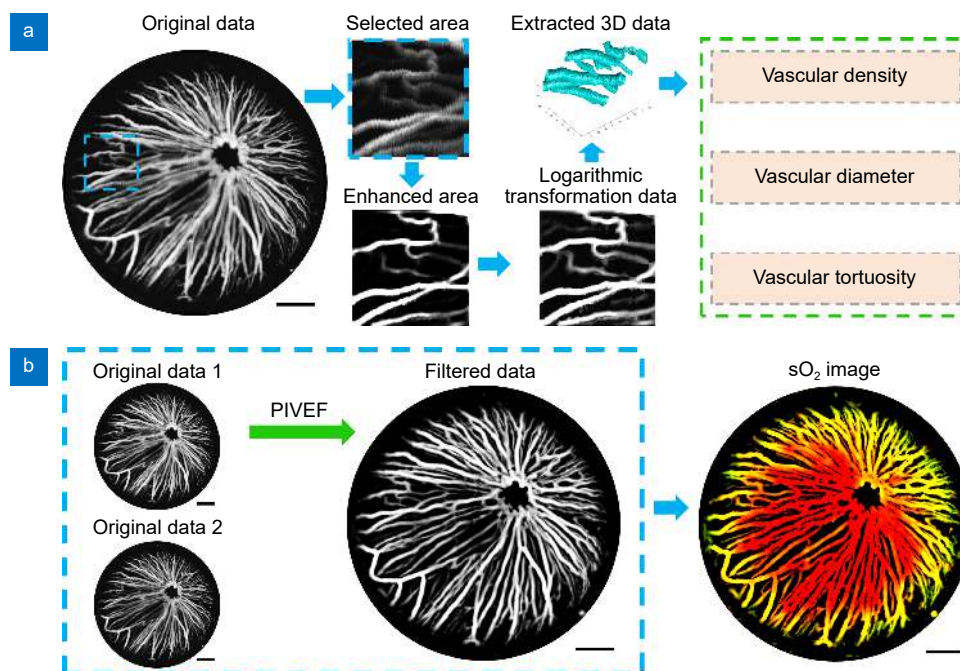 a
Original data
Selected area
Extracted 3D data
Vascular density
Vascular diameter
Vascular tortuosity
Enhanced area
Logarithmic
transformation data
b
Original data 1
PIVEF
Filtered data
sO₂ image
Original data 2